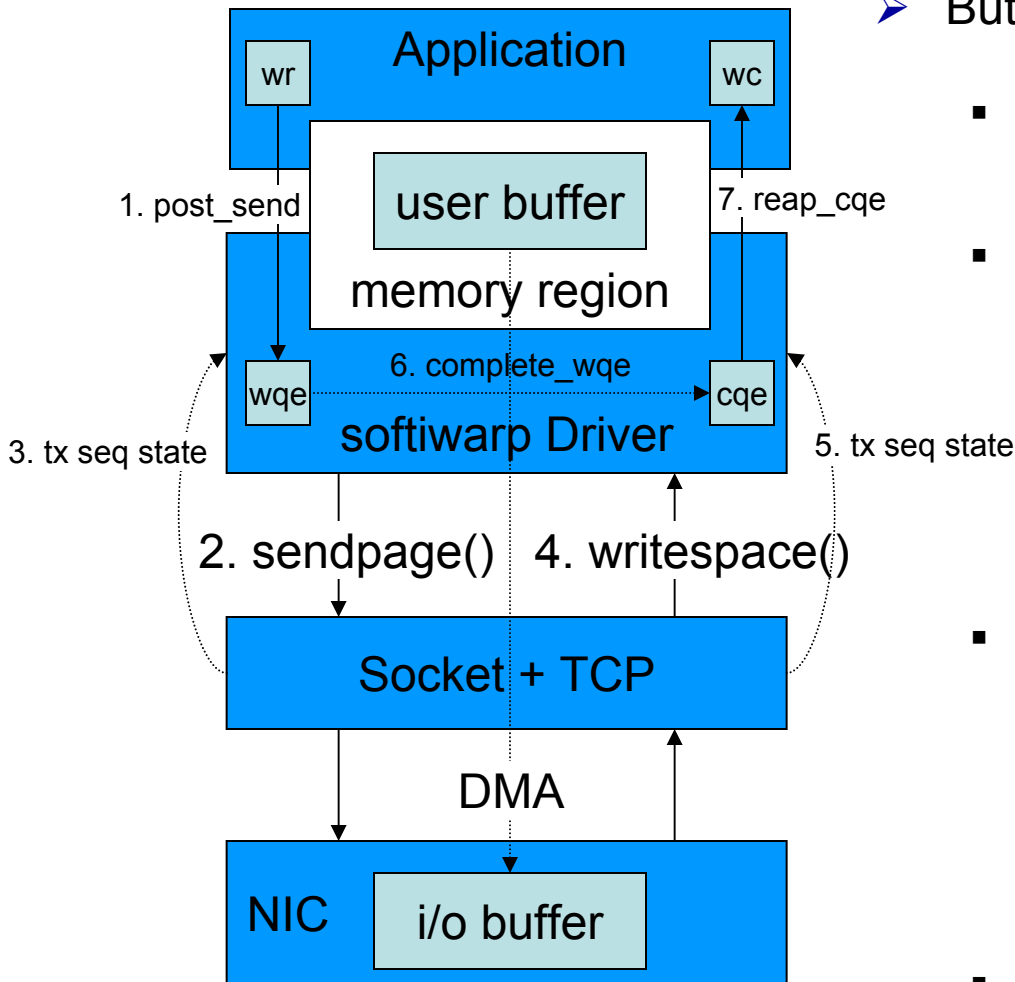 But
Application
wr
wc
1. post_send
user buffer
7. reap_cqe
memory region
6. complete_wqe
wqe
cqe
softiwarp Driver
3. tx seq state
5. tx seq state
2. sendpage()
4. writespace()
Socket + TCP
DMA
NIC
i/o buffer